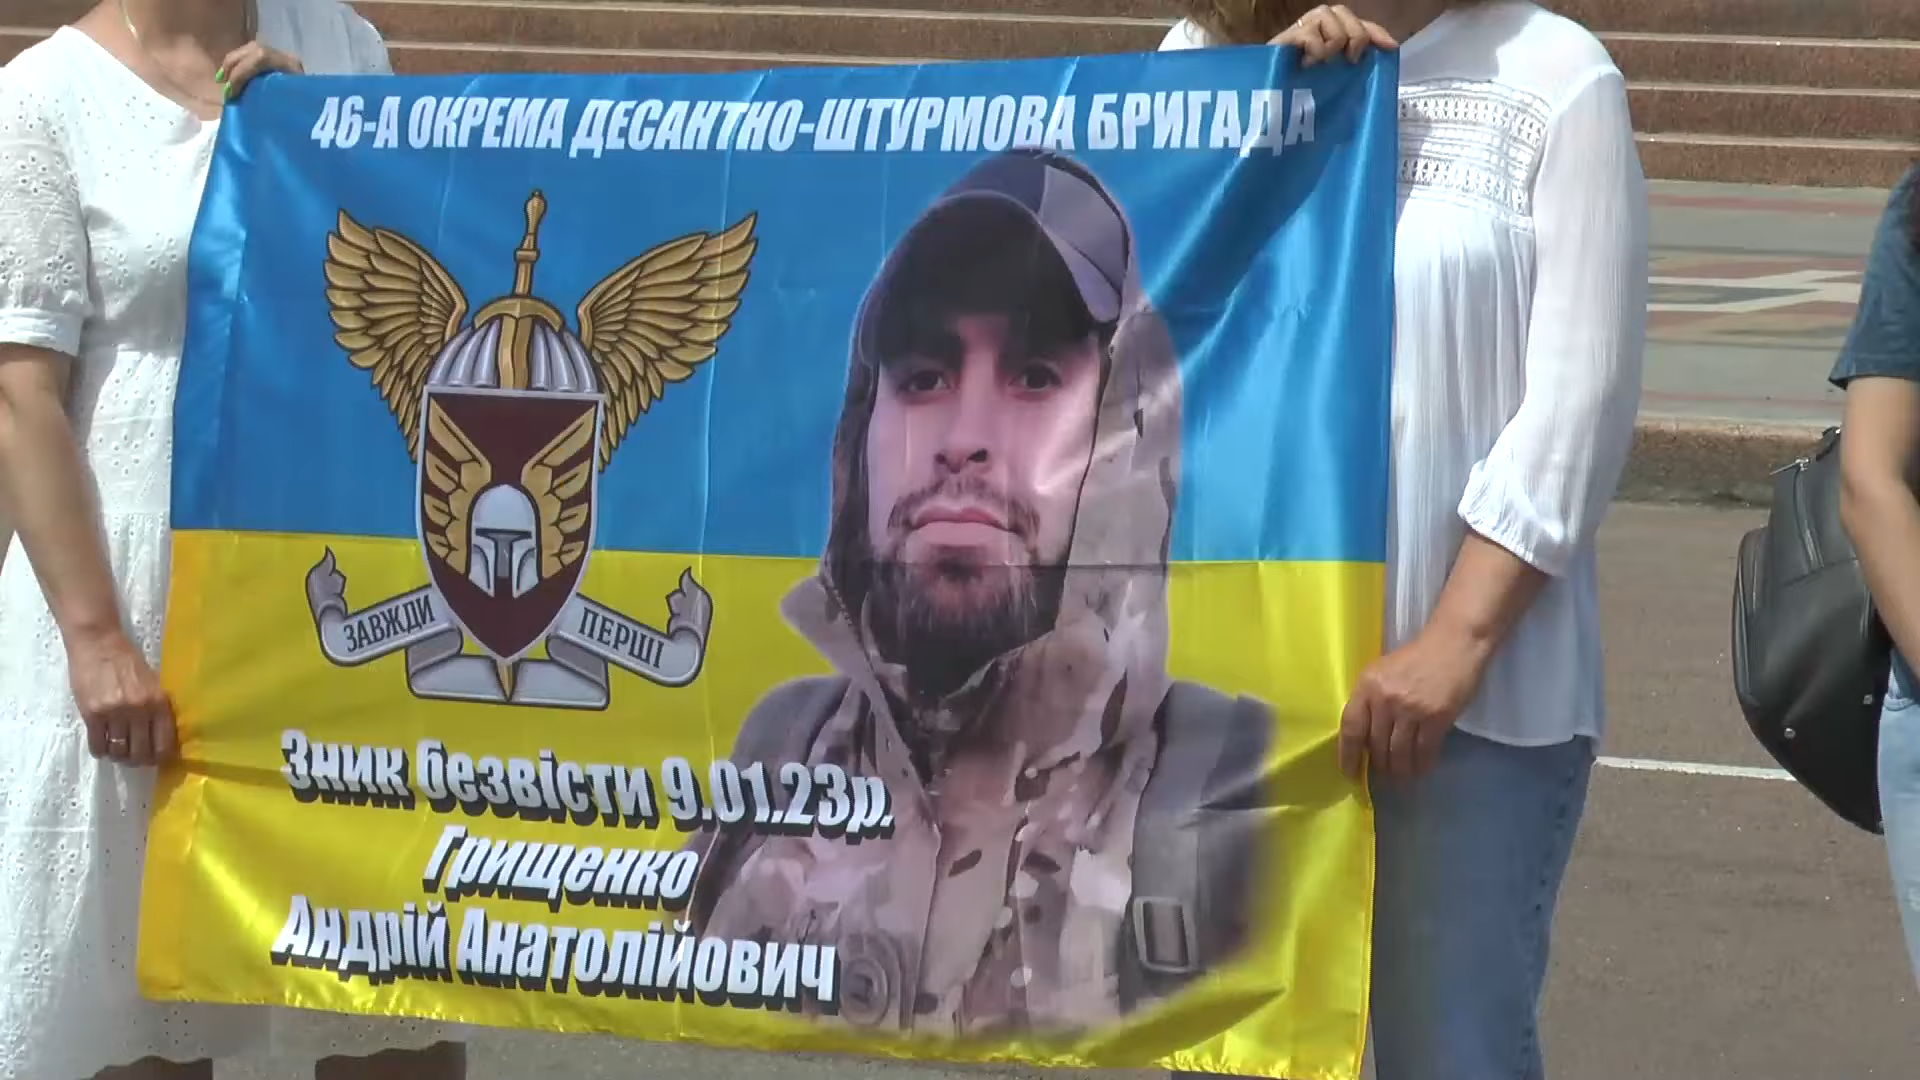 46-А ОКРЕМА ДЕСАНТНО-ШТУРМОВА БРИГАДА
ЗАВЖДИ ПЕРШІ
Зник безвісти 9.01.23р.
Грищенко
Андрій Анатолійович